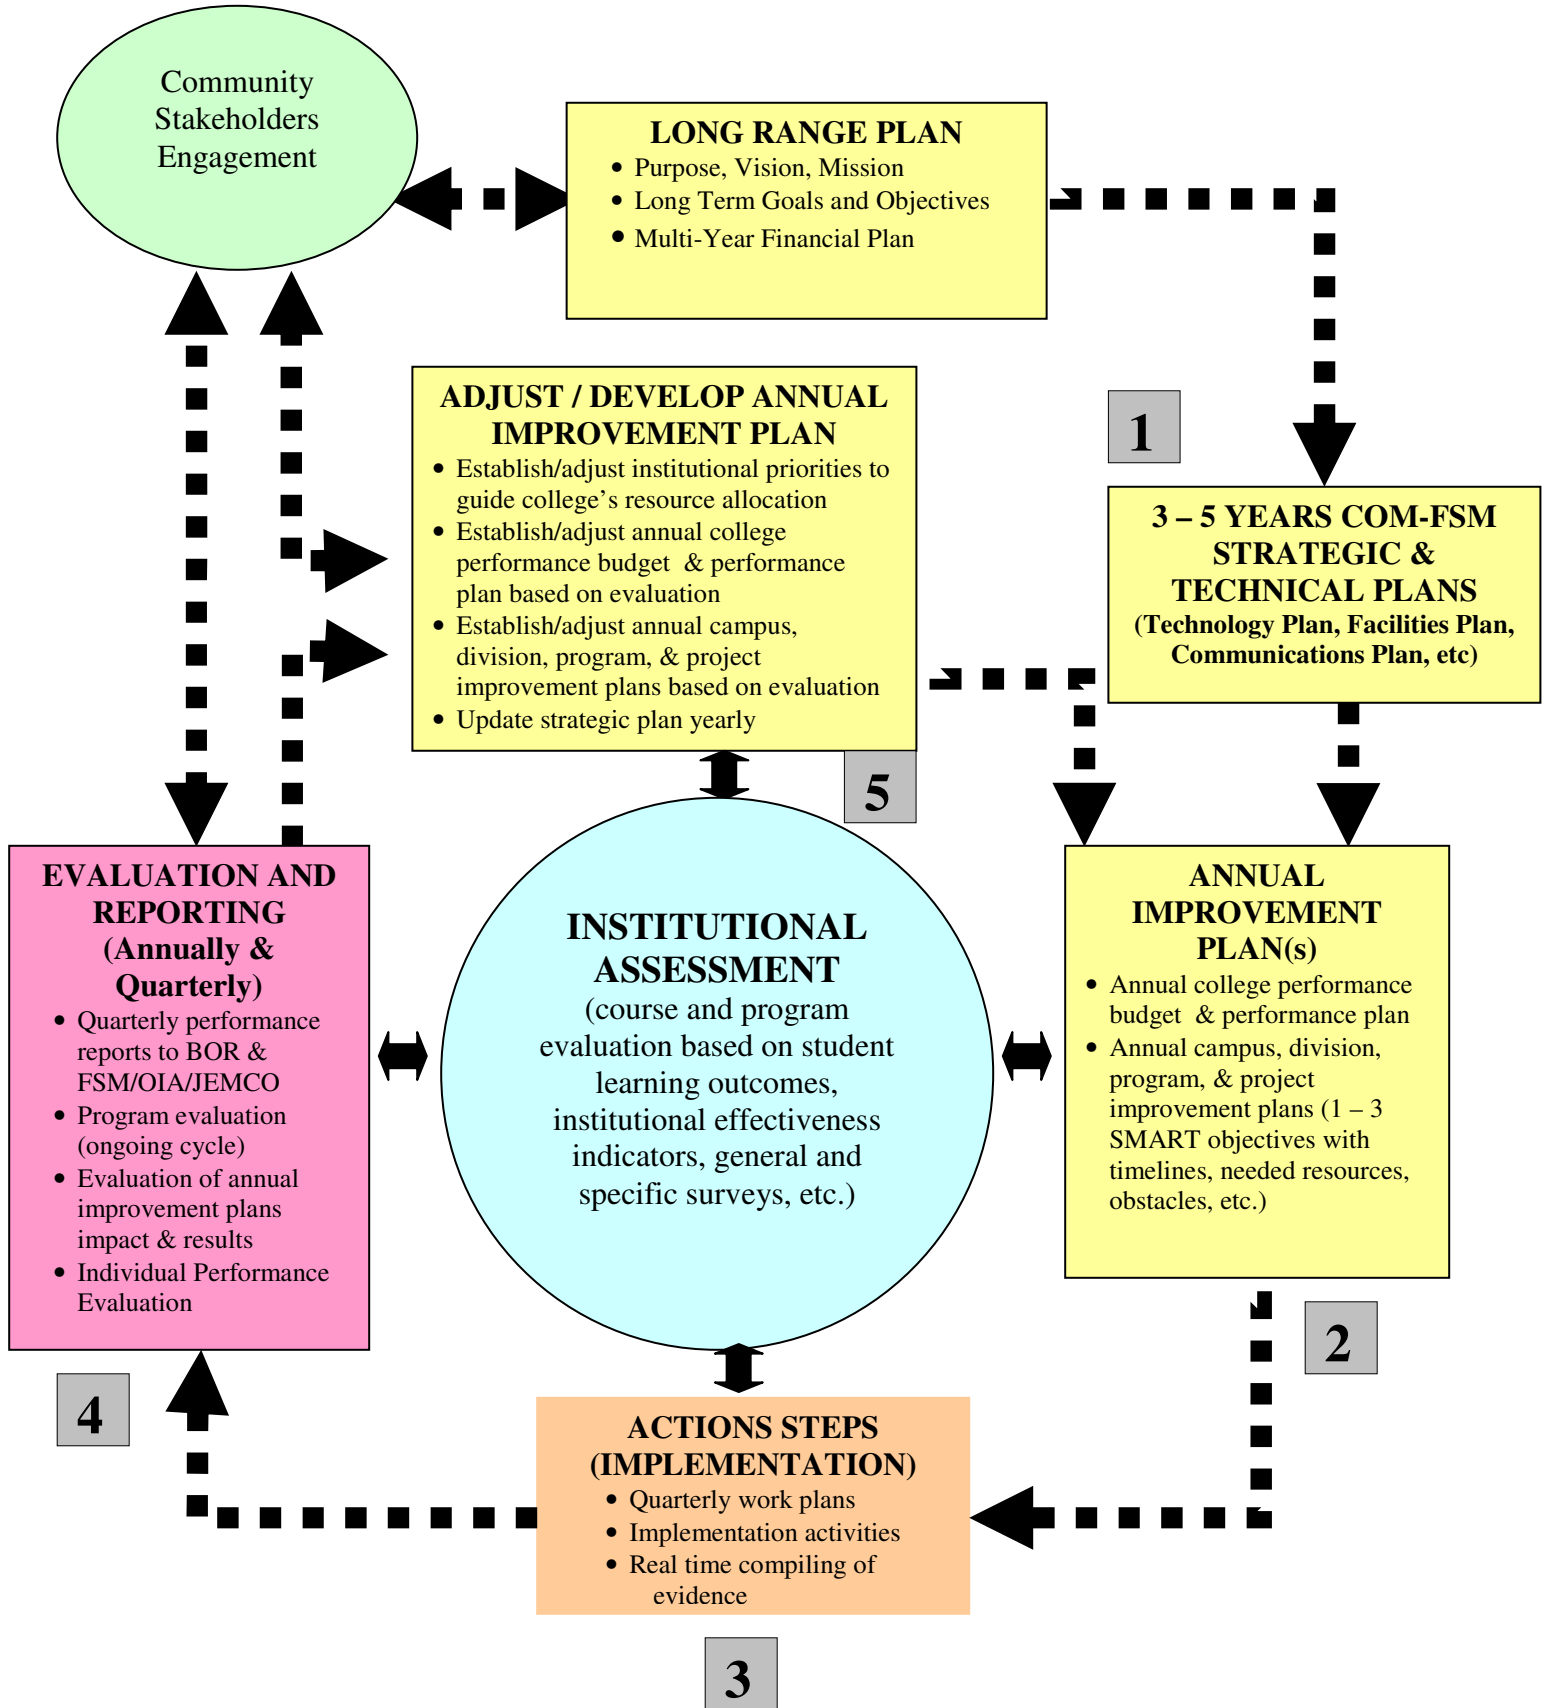 Community
Stakeholders
Engagement
LONG RANGE PLAN
• Purpose, Vision, Mission
• Long Term Goals and Objectives
• Multi-Year Financial Plan
ADJUST / DEVELOP ANNUAL
IMPROVEMENT PLAN
• Establish/adjust institutional priorities to
guide college’s resource allocation
• Establish/adjust annual college
performance budget & performance
plan based on evaluation
• Establish/adjust annual campus,
division, program, & project
improvement plans based on evaluation
• Update strategic plan yearly
1
3 – 5 YEARS COM-FSM
STRATEGIC &
TECHNICAL PLANS
(Technology Plan, Facilities Plan,
Communications Plan, etc)
5
EVALUATION AND
REPORTING
(Annually &
Quarterly)
• Quarterly performance
reports to BOR &
FSM/OIA/JEMCO
• Program evaluation
(ongoing cycle)
• Evaluation of annual
improvement plans
impact & results
• Individual Performance
Evaluation
INSTITUTIONAL
ASSESSMENT
(course and program
evaluation based on student
learning outcomes,
institutional effectiveness
indicators, general and
specific surveys, etc.)
ANNUAL
IMPROVEMENT
PLAN(s)
• Annual college performance
budget & performance plan
• Annual campus, division,
program, & project
improvement plans (1 – 3
SMART objectives with
timelines, needed resources,
obstacles, etc.)
2
4
ACTIONS STEPS
(IMPLEMENTATION)
• Quarterly work plans
• Implementation activities
• Real time compiling of
evidence
3